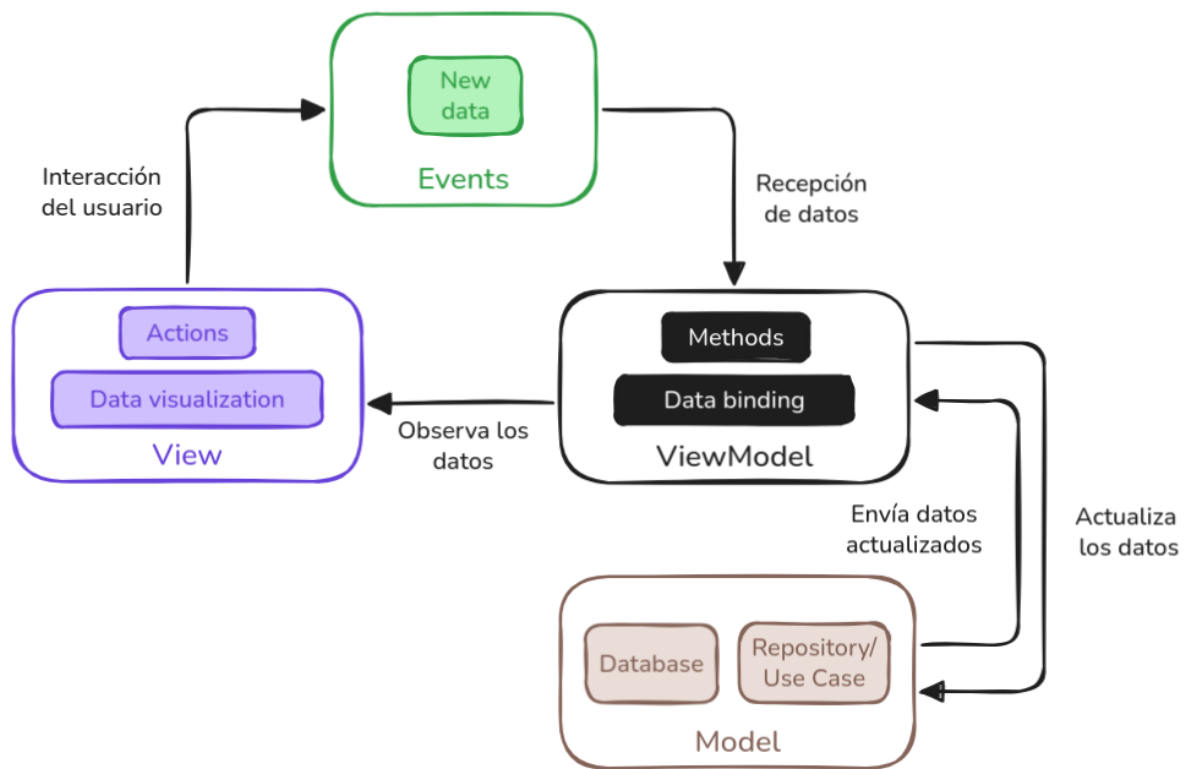 New
data
Events
Interacción
del usuario
Recepción
de datos
Actions
Data visualization
View
Observa los
datos
Methods
Data binding
ViewModel
Envía datos
actualizados
Actualiza
los datos
Database
Repository/
Use Case
Model